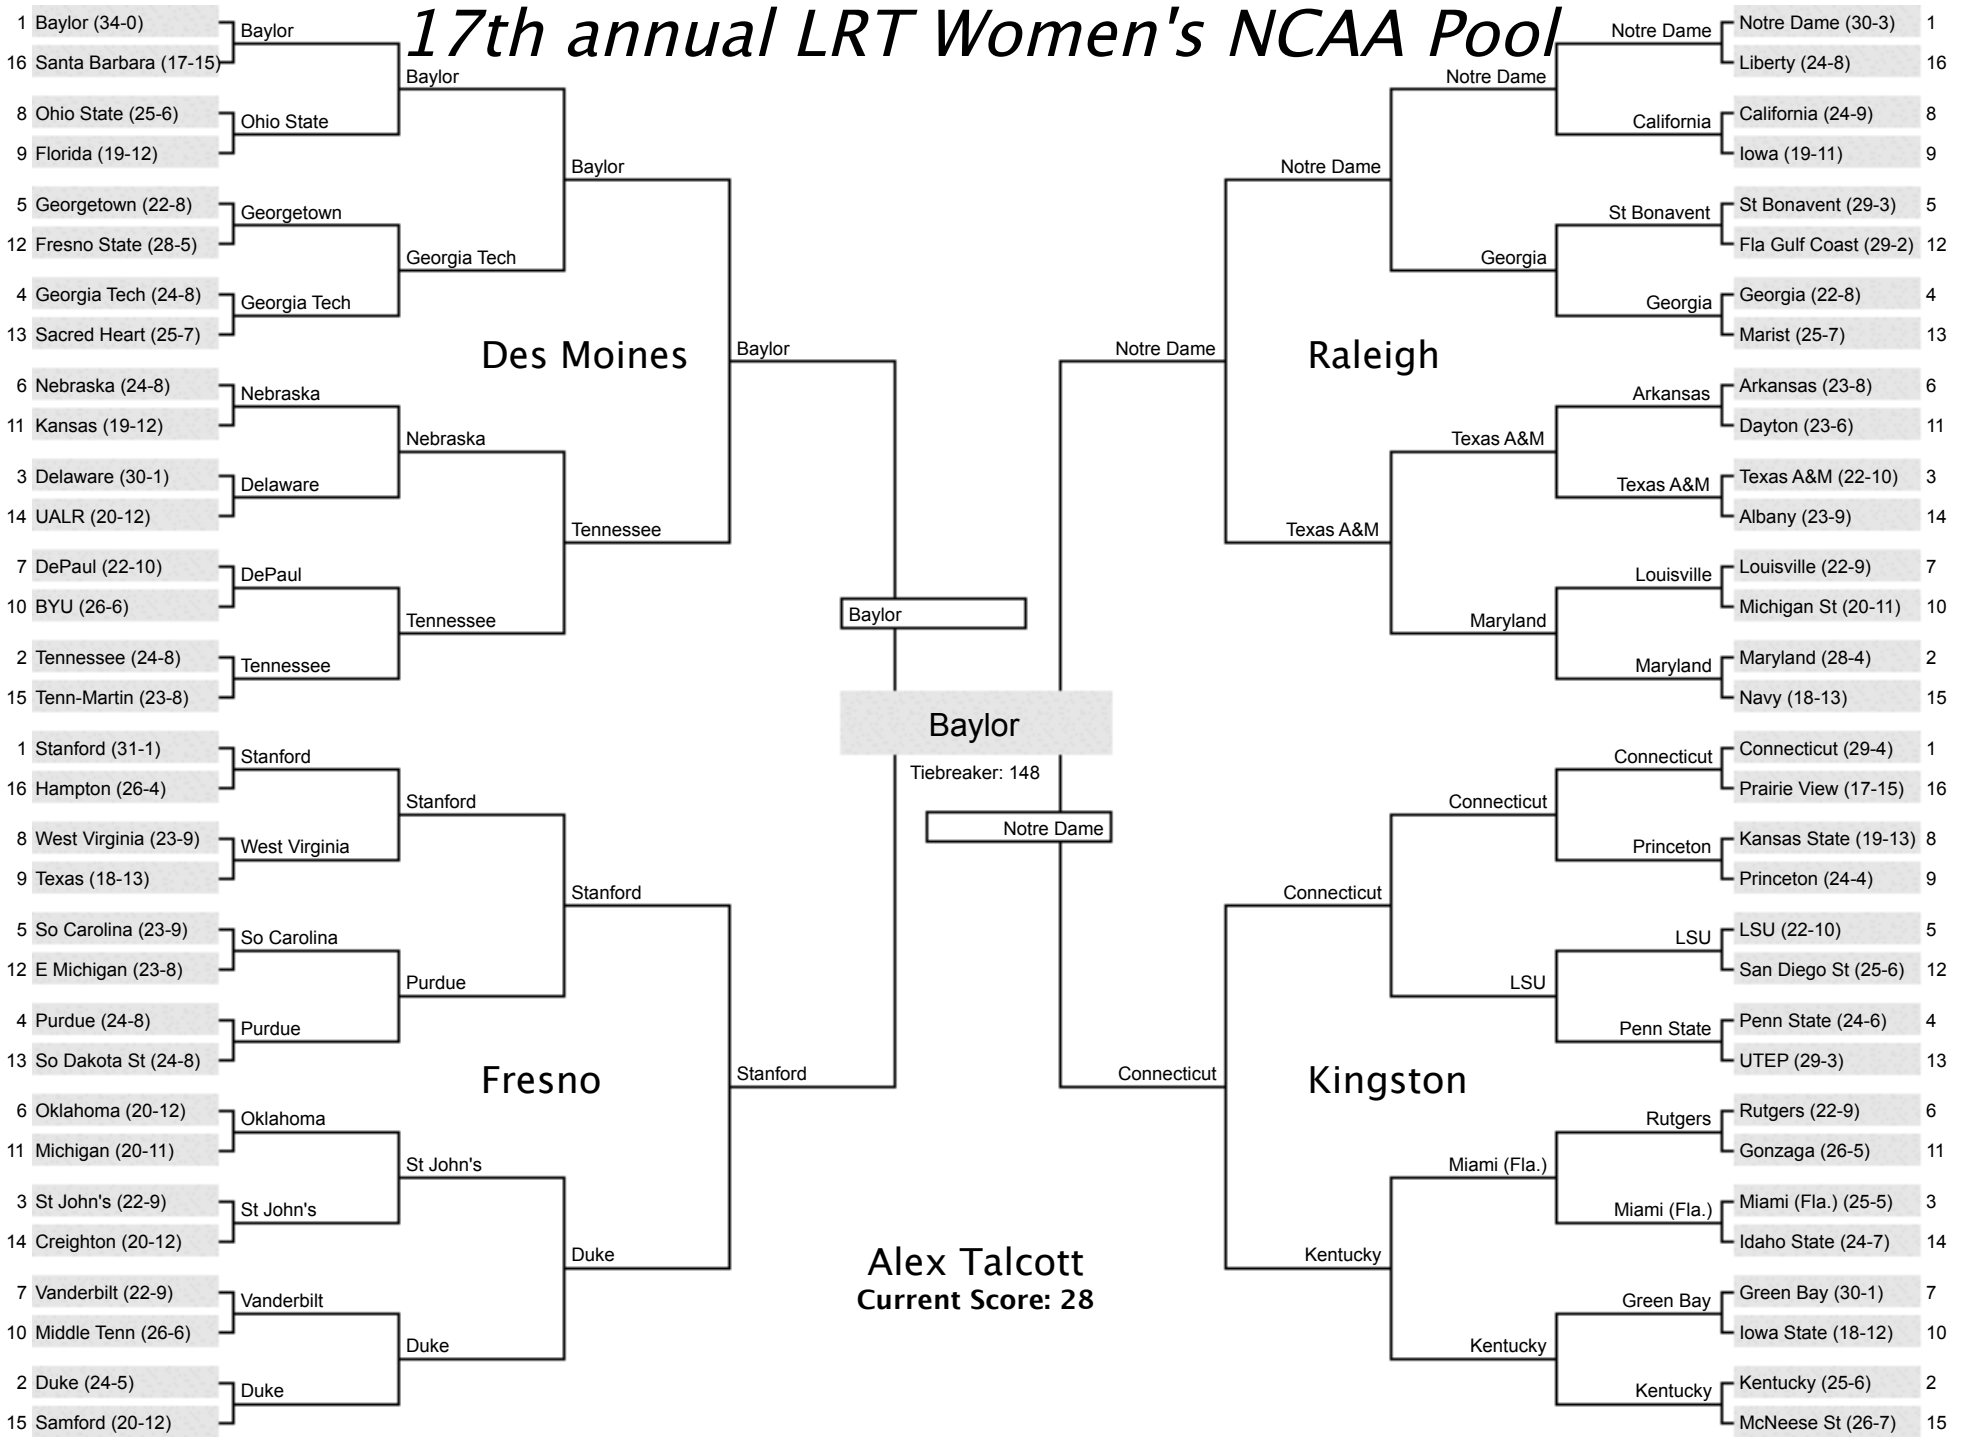 17th annual LRT Women's NCAA Pool
1 Baylor (34-0)
16 Santa Barbara (17-15)
8 Ohio State (25-6)
9 Florida (19-12)
5 Georgetown (22-8)
12 Fresno State (28-5)
4 Georgia Tech (24-8)
13 Sacred Heart (25-7)
6 Nebraska (24-8)
11 Kansas (19-12)
3 Delaware (30-1)
14 UALR (20-12)
7 DePaul (22-10)
10 BYU (26-6)
2 Tennessee (24-8)
15 Tenn-Martin (23-8)
Baylor
Ohio State
Georgetown
Georgia Tech
Nebraska
Delaware
DePaul
Tennessee
Baylor
Georgia Tech
Nebraska
Tennessee
Baylor
Tennessee
Des Moines
Baylor
1 Stanford (31-1)
16 Hampton (26-4)
8 West Virginia (23-9)
9 Texas (18-13)
5 So Carolina (23-9)
12 E Michigan (23-8)
4 Purdue (24-8)
13 So Dakota St (24-8)
6 Oklahoma (20-12)
11 Michigan (20-11)
3 St John's (22-9)
14 Creighton (20-12)
7 Vanderbilt (22-9)
10 Middle Tenn (26-6)
2 Duke (24-5)
15 Samford (20-12)
Stanford
West Virginia
So Carolina
Purdue
Oklahoma
St John's
Vanderbilt
Duke
Stanford
Purdue
St John's
Duke
Stanford
Duke
Fresno
Stanford
Baylor
Baylor
Tiebreaker: 148
Notre Dame
Alex Talcott
Current Score: 28
Notre Dame (30-3) 1
Liberty (24-8) 16
California (24-9) 8
Iowa (19-11) 9
St Bonavent (29-3) 5
Fla Gulf Coast (29-2) 12
Georgia (22-8) 4
Marist (25-7) 13
Arkansas (23-8) 6
Dayton (23-6) 11
Texas A&M (22-10) 3
Albany (23-9) 14
Louisville (22-9) 7
Michigan St (20-11) 10
Maryland (28-4) 2
Navy (18-13) 15
Notre Dame
California
St Bonavent
Georgia
Arkansas
Texas A&M
Louisville
Maryland
Notre Dame
Georgia
Texas A&M
Maryland
Notre Dame
Texas A&M
Raleigh
Notre Dame
Connecticut (29-4) 1
Prairie View (17-15) 16
Kansas State (19-13) 8
Princeton (24-4) 9
LSU (22-10) 5
San Diego St (25-6) 12
Penn State (24-6) 4
UTEP (29-3) 13
Rutgers (22-9) 6
Gonzaga (26-5) 11
Miami (Fla.) (25-5) 3
Idaho State (24-7) 14
Green Bay (30-1) 7
Iowa State (18-12) 10
Kentucky (25-6) 2
McNeese St (26-7) 15
Connecticut
Princeton
LSU
Penn State
Rutgers
Miami (Fla.)
Green Bay
Kentucky
Connecticut
LSU
Miami (Fla.)
Kentucky
Connecticut
Kentucky
Kingston
Connecticut